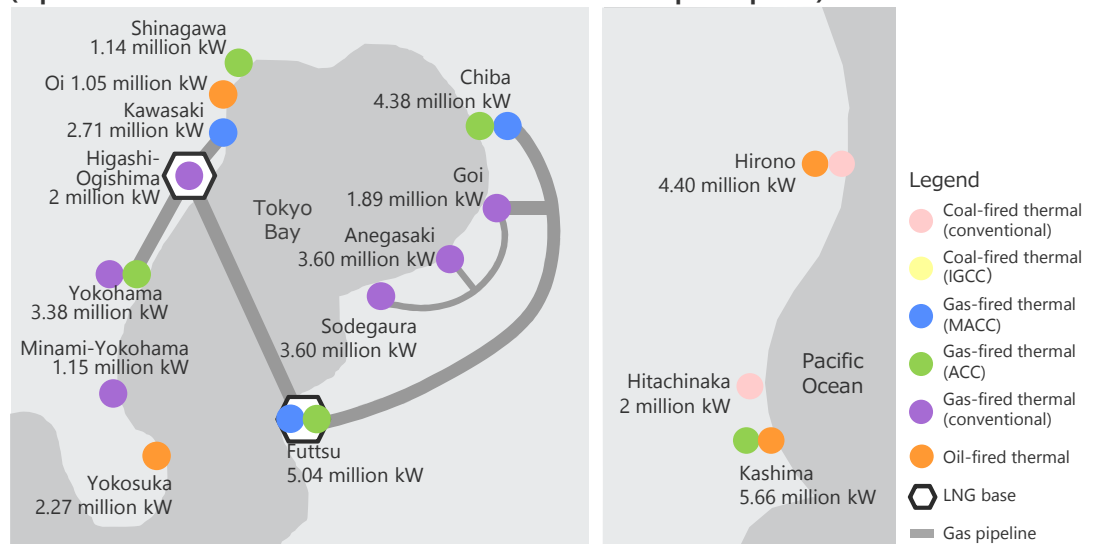 Shinagawa
1.14 million kW
Oi 1.05 million kW
Kawasaki
2.71 million kW
Higashi-
Ogishima
2 million kW
Yokohama
3.38 million kW
Minami-Yokohama
1.15 million kW
Yokosuka
2.27 million kW
Tokyo
Bay
Chiba
4.38 million kW
Goi
1.89 million kW
Anegasaki
3.60 million kW
Sodegaura
3.60 million kW
Futtsu
5.04 million kW
Hirono
4.40 million kW
Pacific
Ocean
Hitachinaka
2 million kW
Kashima
5.66 million kW
Legend
Coal-fired thermal
(conventional)
Coal-fired thermal
(IGCC)
Gas-fired thermal
(MACC)
Gas-fired thermal
(ACC)
Gas-fired thermal
(conventional)
Oil-fired thermal
LNG base
Gas pipeline